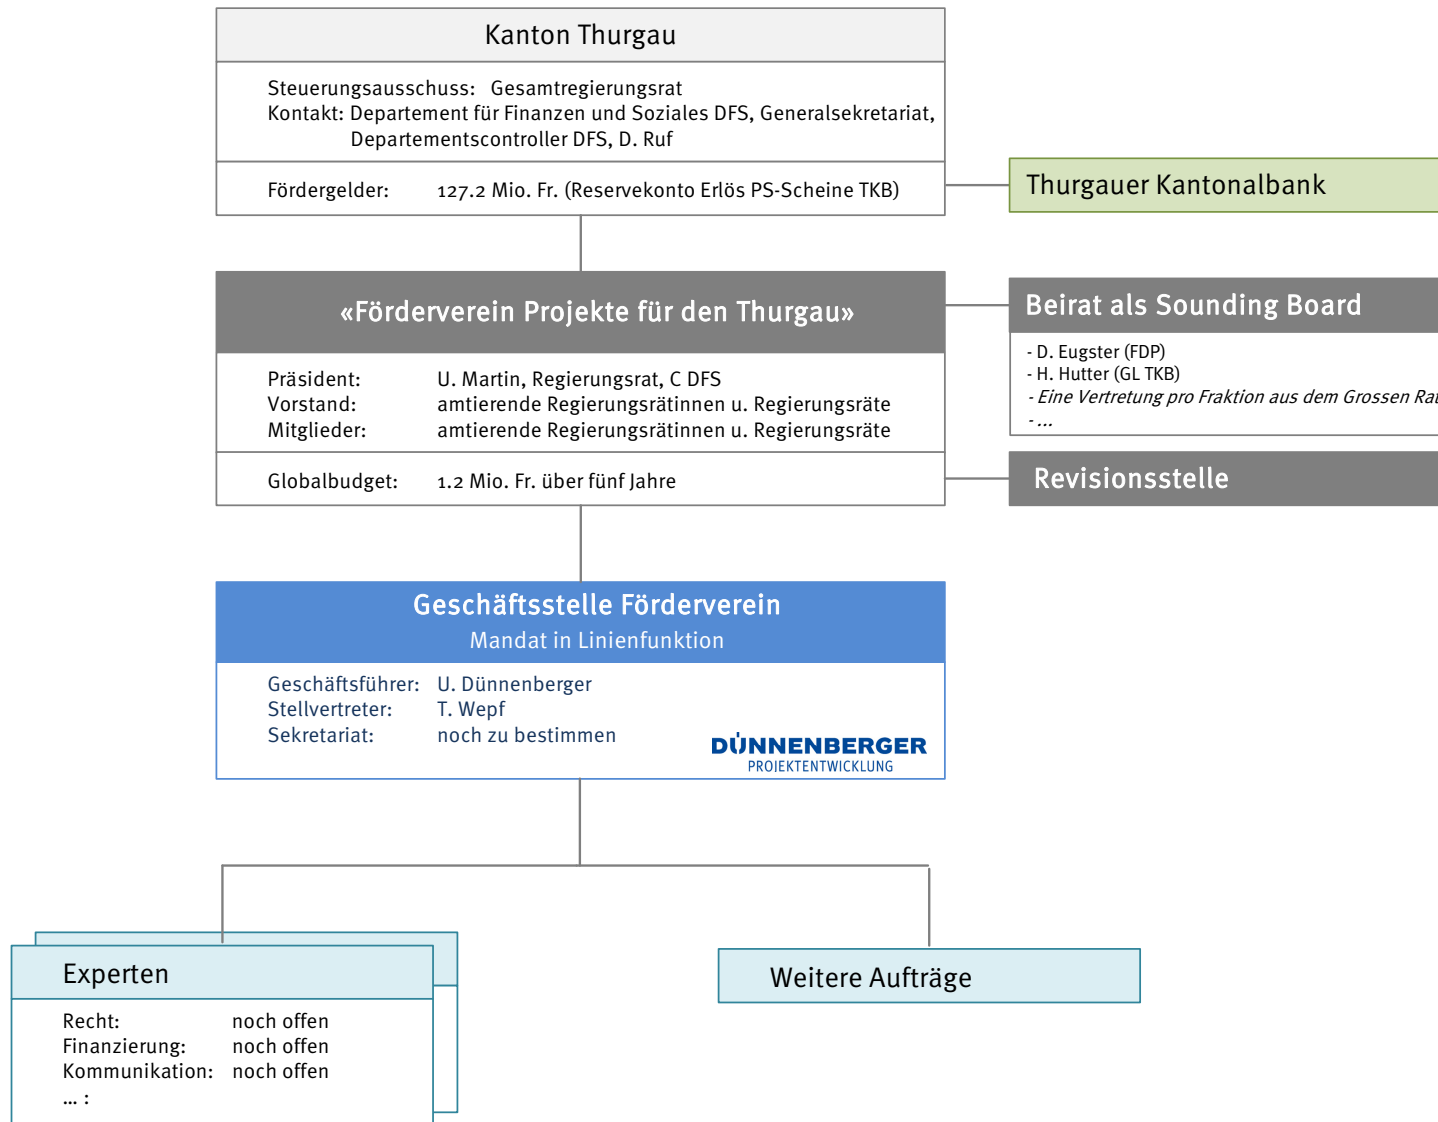 Kanton Thurgau
Steuerungsausschuss: Gesamtregierungsrat
Kontakt: Departement für Finanzen und Soziales DFS, Generalsekretariat,
Departementscontroller DFS, D. Ruf
Fördergelder: 127.2 Mio. Fr. (Reservekonto Erlös PS-Scheine TKB)
Thurgauer Kantonalbank
«Förderverein Projekte für den Thurgau»
Präsident: U. Martin, Regierungsrat, C DFS
Vorstand: amtierende Regierungsrätinnen u. Regierungsräte
Mitglieder: amtierende Regierungsrätinnen u. Regierungsräte
Globalbudget: 1.2 Mio. Fr. über fünf Jahre
Beirat als Sounding Board
- D. Eugster (FDP)
- H. Hutter (GL TKB)
- Eine Vertretung pro Fraktion aus dem Grossen Rat
- ...
Revisionsstelle
Geschäftsstelle Förderverein
Mandat in Linienfunktion
Geschäftsführer: U. Dünnenberger
Stellvertreter: T. Wepf
Sekretariat: noch zu bestimmen
DÜNNENBERGER
PROJEKTENTWICKLUNG
Experten
Recht: noch offen
Finanzierung: noch offen
Kommunikation: noch offen
... :
Weitere Aufträge